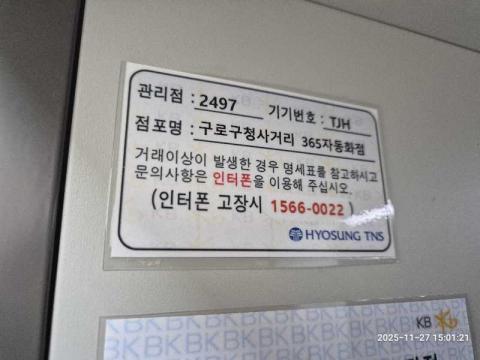 관리점 : 2497 기기번호 : TJH
점포명 : 구로구청사거리 365자동화점
거래이상이 발생한 경우 명세표를 참고하시고
문의사항은 인터폰을 이용해 주십시오.
(인터폰 고장시 1566-0022 )
HYOSUNG TNS
KB
BKBKBKBKBKBKBKBK
2025-11-27 15:01:21